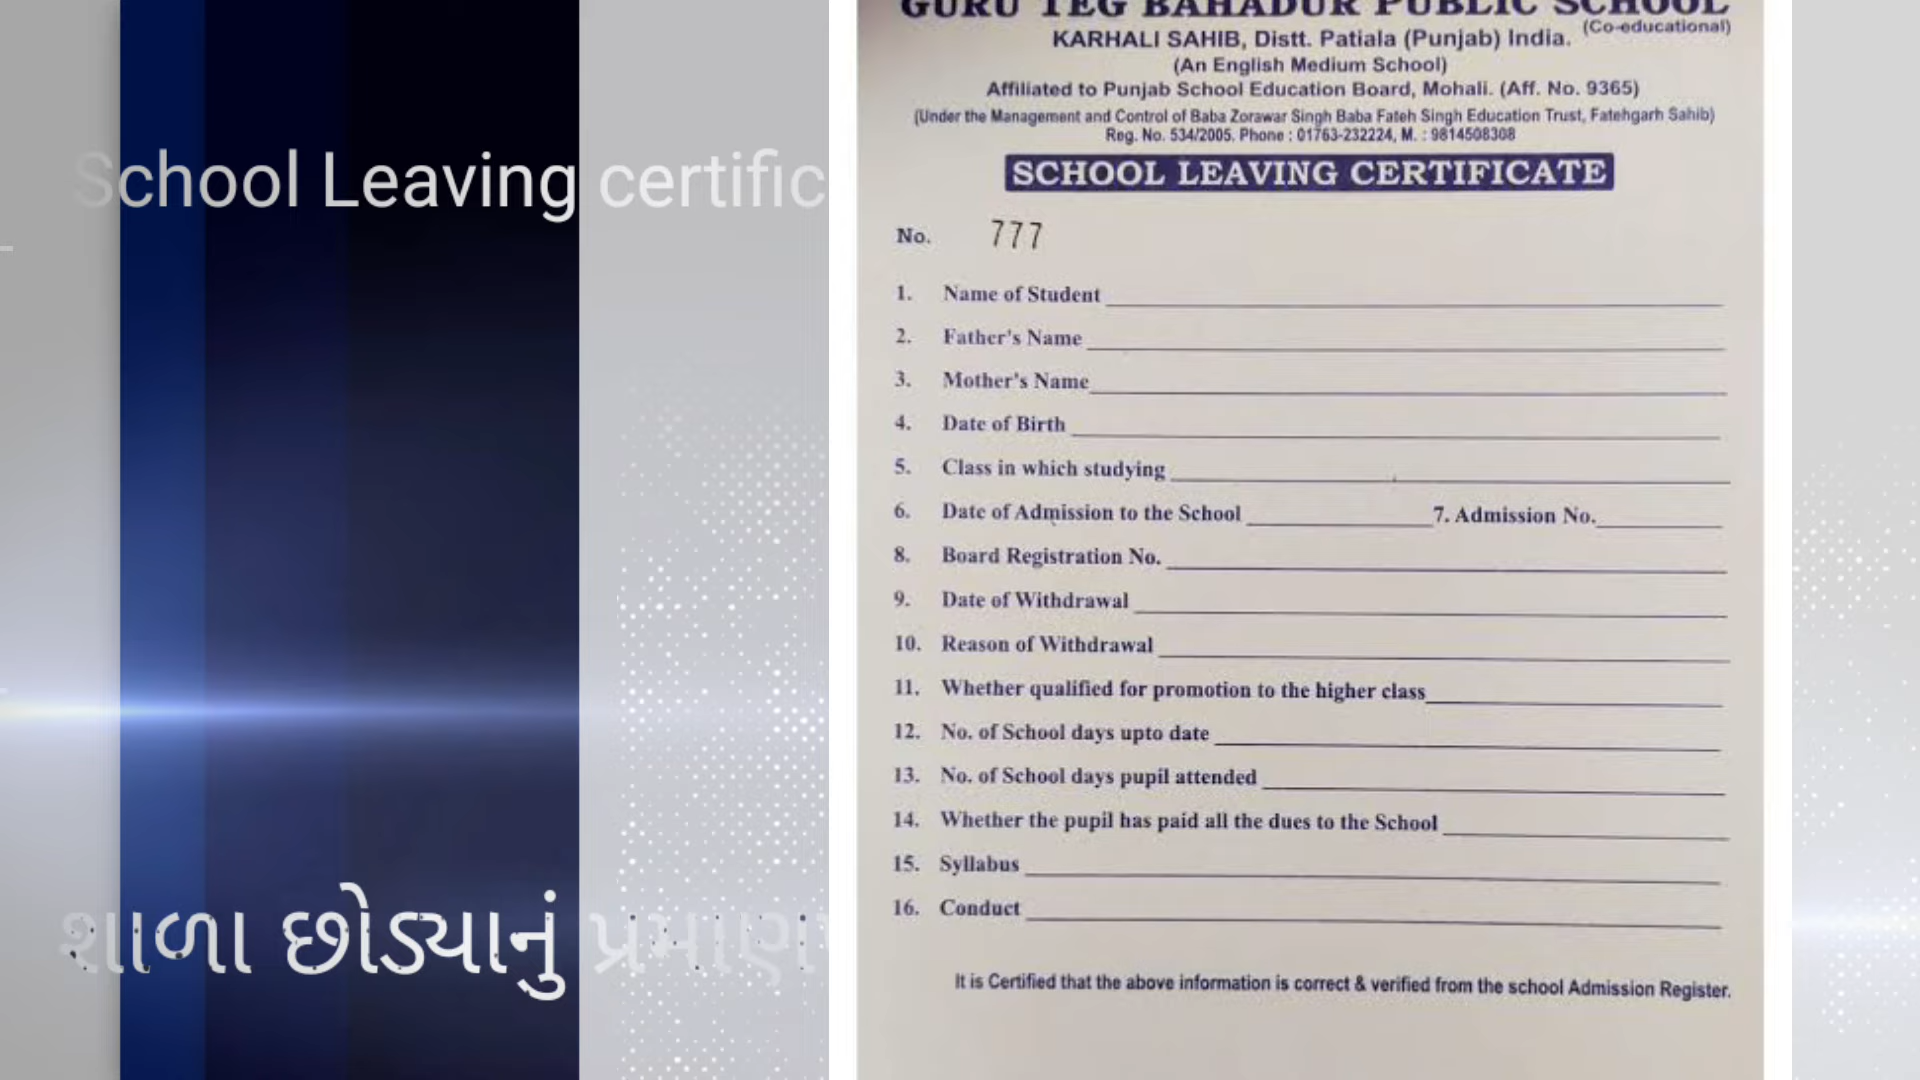 School Leaving certific
શાળા છોડ્યાનું પ્રમાણ
GURU TEG BAHADUR PUBLIC SCHOOL
(Co-educational)
KARHALI SAHIB, Distt. Patiala (Punjab) India.
(An English Medium School)
Affiliated to Punjab School Education Board, Mohali. (Aff. No. 9365)
(Under the Management and Control of Baba Zorawar Singh Baba Fateh Singh Education Trust, Fatehgarh Sahib)
Reg. No. 534/2005. Phone : 01763-232224, M. : 9814508308
SCHOOL LEAVING CERTIFICATE
No. 777
1. Name of Student
2. Father's Name
3. Mother's Name
4. Date of Birth
5. Class in which studying
6. Date of Admission to the School 7. Admission No.
8. Board Registration No.
9. Date of Withdrawal
10. Reason of Withdrawal
11. Whether qualified for promotion to the higher class
12. No. of School days upto date
13. No. of School days pupil attended
14. Whether the pupil has paid all the dues to the School
15. Syllabus
16. Conduct
It is Certified that the above information is correct & verified from the school Admission Register.